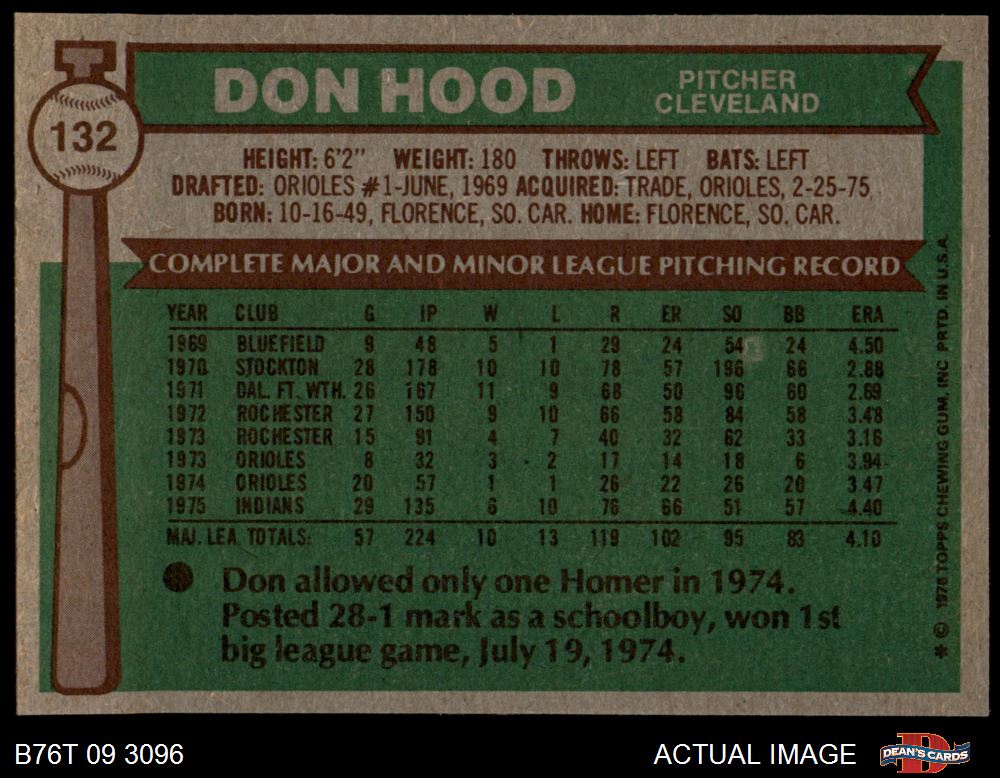 132
DON HOOD
PITCHER
CLEVELAND
HEIGHT: 6'2" WEIGHT: 180 THROWS: LEFT BATS: LEFT
DRAFTED: ORIOLES #1-JUNE, 1969 ACQUIRED: TRADE, ORIOLES, 2-25-75,
BORN: 10-16-49, FLORENCE, SO. CAR. HOME: FLORENCE, SO. CAR.
COMPLETE MAJOR AND MINOR LEAGUE PITCHING RECORD
YEAR CLUB G IP W L R ER SO BB ERA
1969 BLUEFIELD 9 48 5 1 29 24 54 24 4.50
1970 STOCKTON 28 178 10 10 78 57 196 66 2.88
1971 DAL. FT. WTH. 26 167 11 9 68 50 96 60 2.69
1972 ROCHESTER 27 150 9 10 66 58 84 58 3.48
1973 ROCHESTER 15 91 4 7 40 32 62 33 3.16
1973 ORIOLES 8 32 3 2 17 14 18 6 3.94
1974 ORIOLES 20 57 1 1 26 22 26 20 3.47
1975 INDIANS 29 135 6 10 76 66 51 57 4.40
MAJ. LEA. TOTALS: 57 224 10 13 119 102 95 83 4.10
Don allowed only one Homer in 1974.
Posted 28-1 mark as a schoolboy, won 1st
big league game, July 19, 1974.
* © 1976 TOPPS CHEWING GUM, INC PRTD. IN U.S.A.
B76T 09 3096
ACTUAL IMAGE
D
DEAN'S CARDS